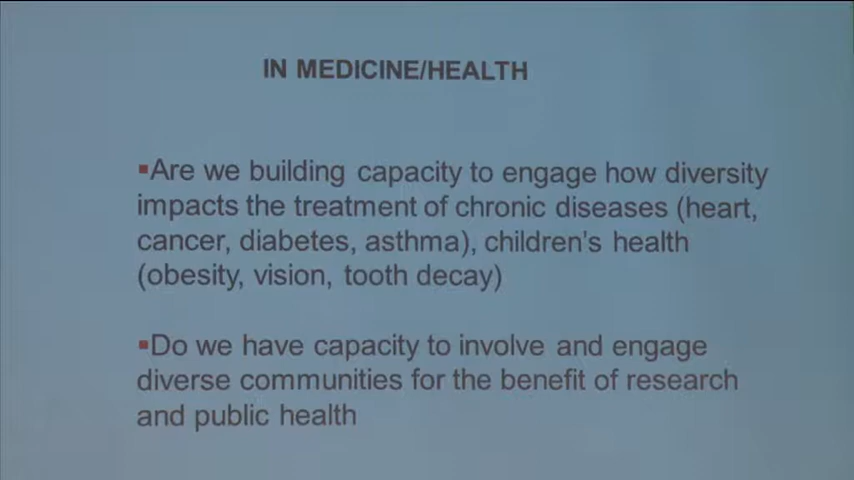 IN MEDICINE/HEALTH
▪Are we building capacity to engage how diversity
impacts the treatment of chronic diseases (heart,
cancer, diabetes, asthma), children's health
(obesity, vision, tooth decay)
▪Do we have capacity to involve and engage
diverse communities for the benefit of research
and public health